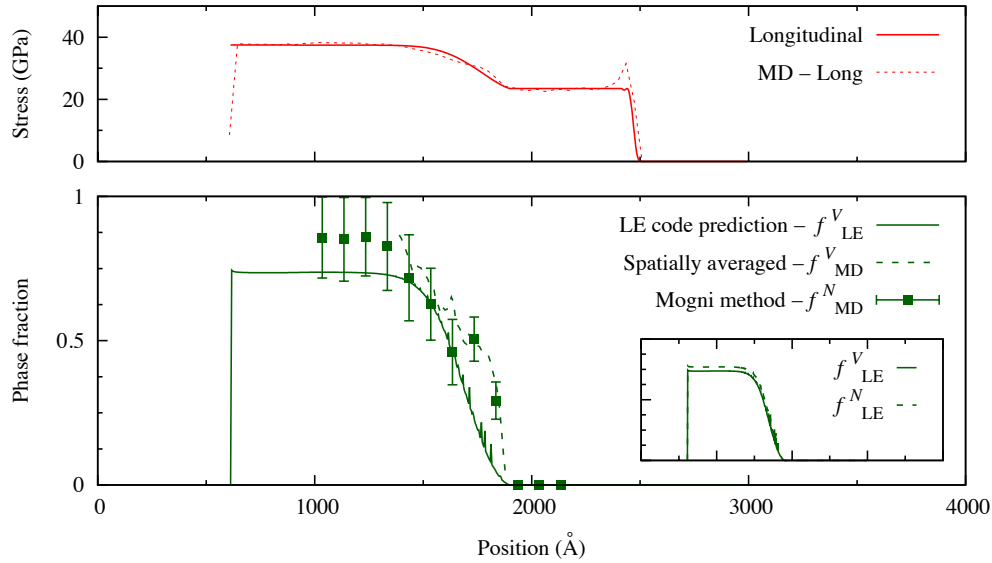 40
20
0
Stress (GPa)
Longitudinal
MD – Long
1
0.5
0
Phase fraction
LE code prediction – f^V_LE
Spatially averaged – f^V_MD
Mogni method – f^N_MD
f^V_LE
f^N_LE
0 1000 2000 3000 4000
Position (Å)